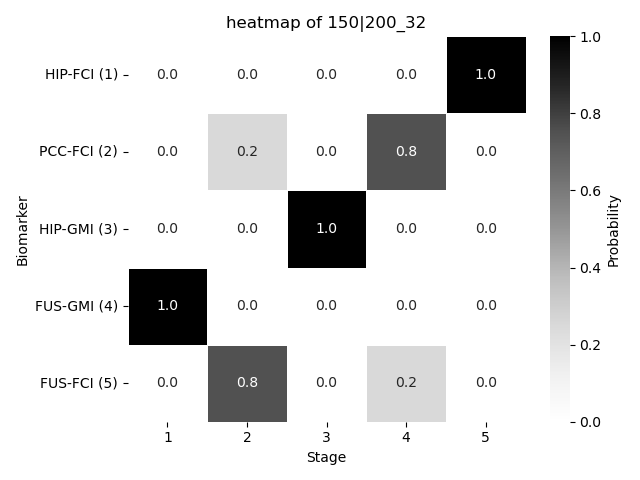 heatmap of 150|200_32
HIP-FCI (1) 0.0 0.0 0.0 0.0 1.0
PCC-FCI (2) 0.0 0.2 0.0 0.8 0.0
HIP-GMI (3) 0.0 0.0 1.0 0.0 0.0
FUS-GMI (4) 1.0 0.0 0.0 0.0 0.0
FUS-FCI (5) 0.0 0.8 0.0 0.2 0.0
1 2 3 4 5
Stage
Biomarker
1.0
0.8
0.6
0.4
0.2
0.0
Probability